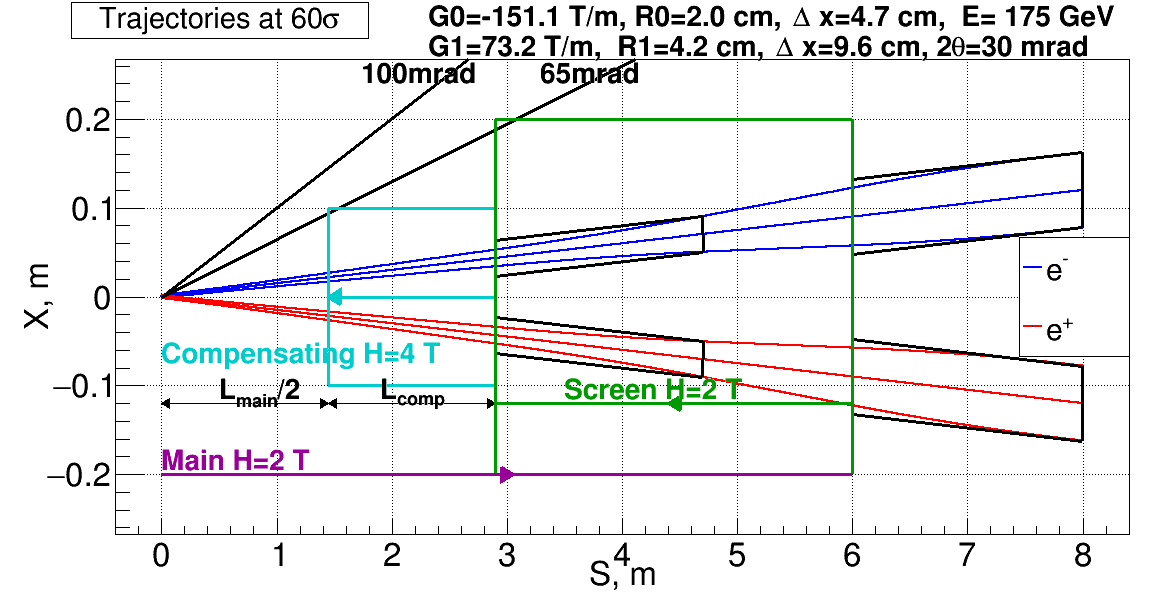 Trajectories at 60σ
G0=-151.1 T/m, R0=2.0 cm, Δ x=4.7 cm, E= 175 GeV
G1=73.2 T/m, R1=4.2 cm, Δ x=9.6 cm, 2θ=30 mrad
100mrad 65mrad
0.2
0.1
0
−0.1
−0.2
X, m
e-
e+
Compensating H=4 T
Lmain/2 Lcomp
Screen H=2 T
Main H=2 T
0 1 2 3 4 5 6 7 8
S, m